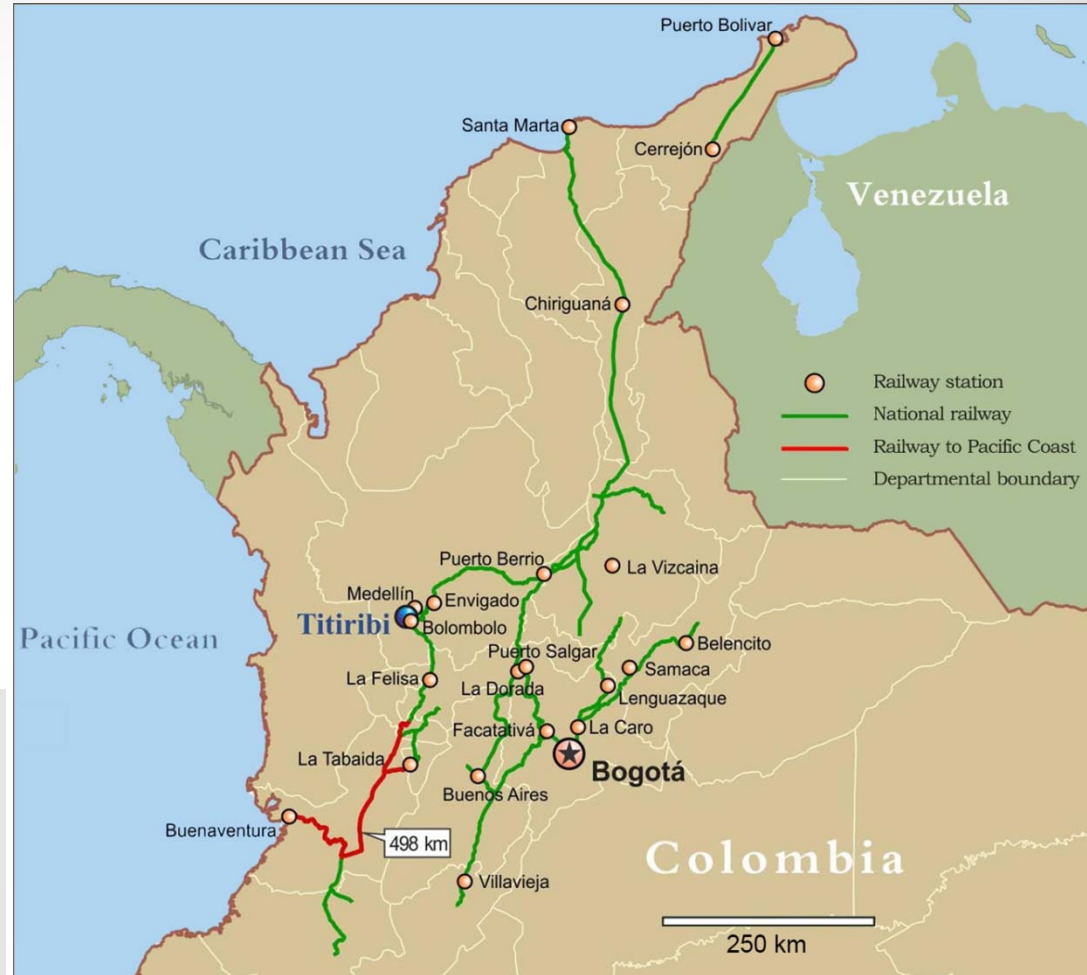 Puerto Bolivar
Santa Marta
Cerrejón
Venezuela
Caribbean Sea
Chiriguaná
Railway station
National railway
Railway to Pacific Coast
Departmental boundary
Puerto Berrio
La Vizcaina
Medellín
Envigado
Titiribi
Bolombolo
Pacific Ocean
Belencito
Puerto Salgar
Samaca
La Felisa
La Dorada
Lenguazaque
Facatativá
La Caro
La Tabaida
Bogotá
Buenos Aires
Buenaventura
498 km
Colombia
Villavieja
250 km